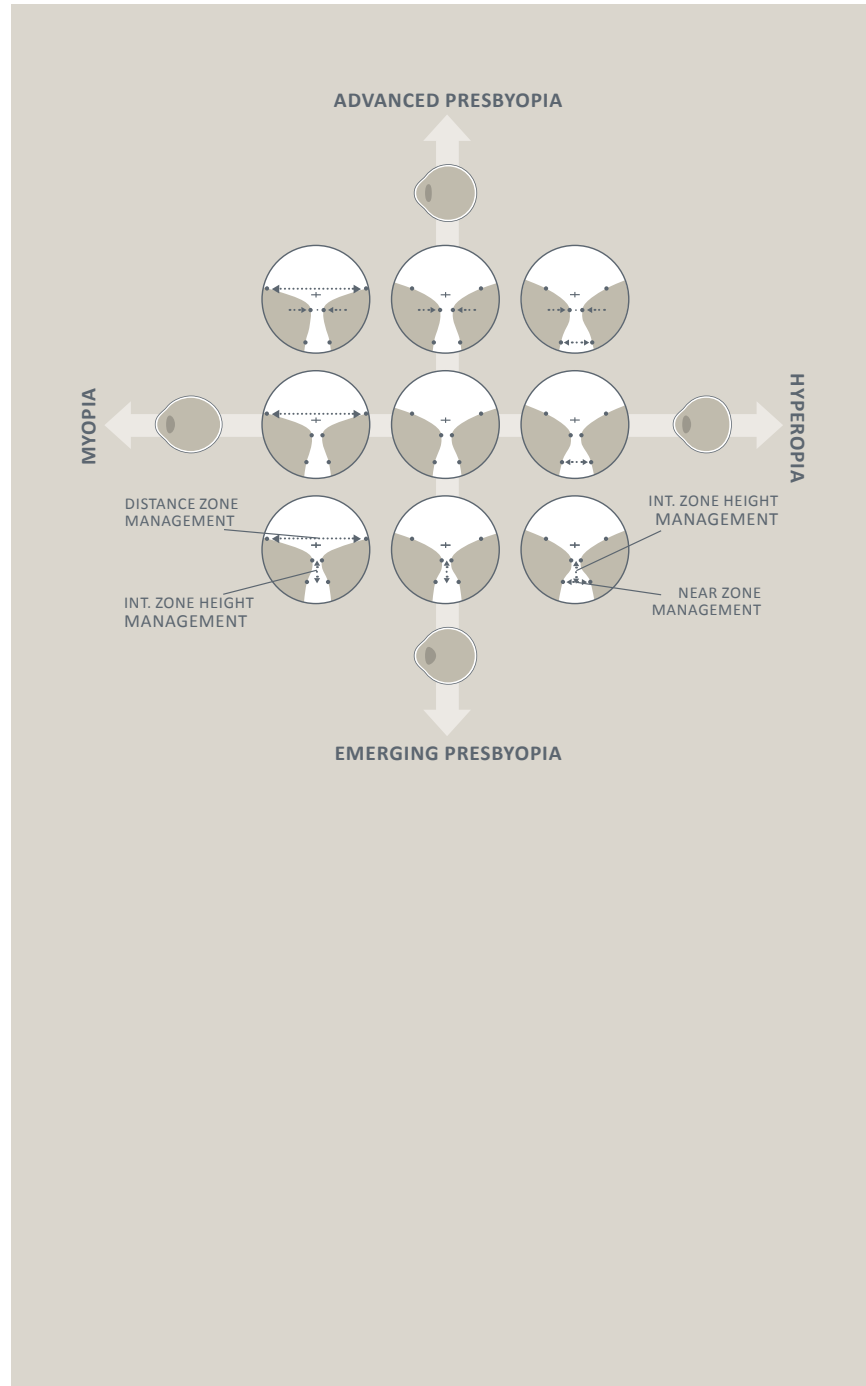 ADVANCED PRESBYOPIA
MYOPIA
HYPEROPIA
DISTANCE ZONE
MANAGEMENT
INT. ZONE HEIGHT
MANAGEMENT
INT. ZONE HEIGHT
MANAGEMENT
NEAR ZONE
MANAGEMENT
EMERGING PRESBYOPIA